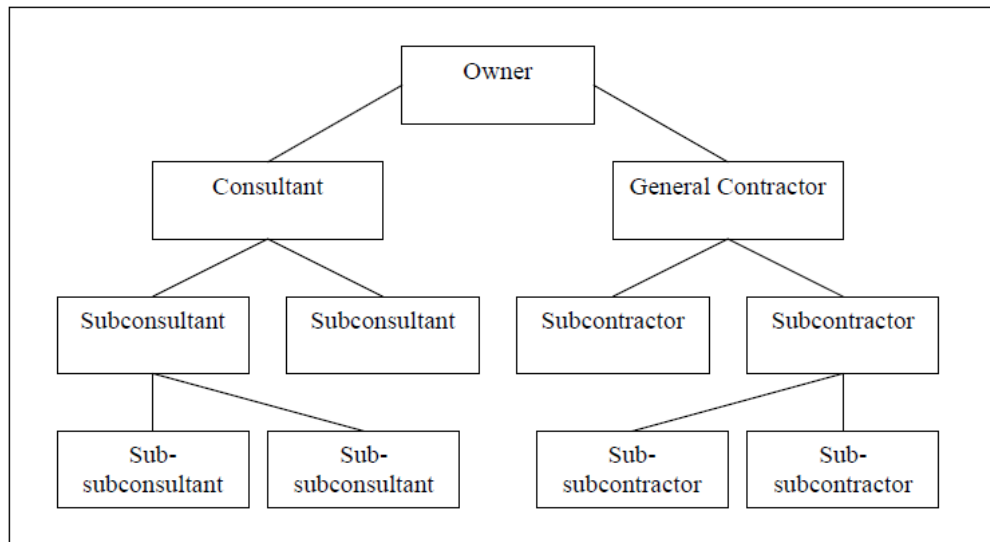 Owner
Consultant
General Contractor
Subconsultant
Subconsultant
Subcontractor
Subcontractor
Sub-
subconsultant
Sub-
subconsultant
Sub-
subcontractor
Sub-
subcontractor